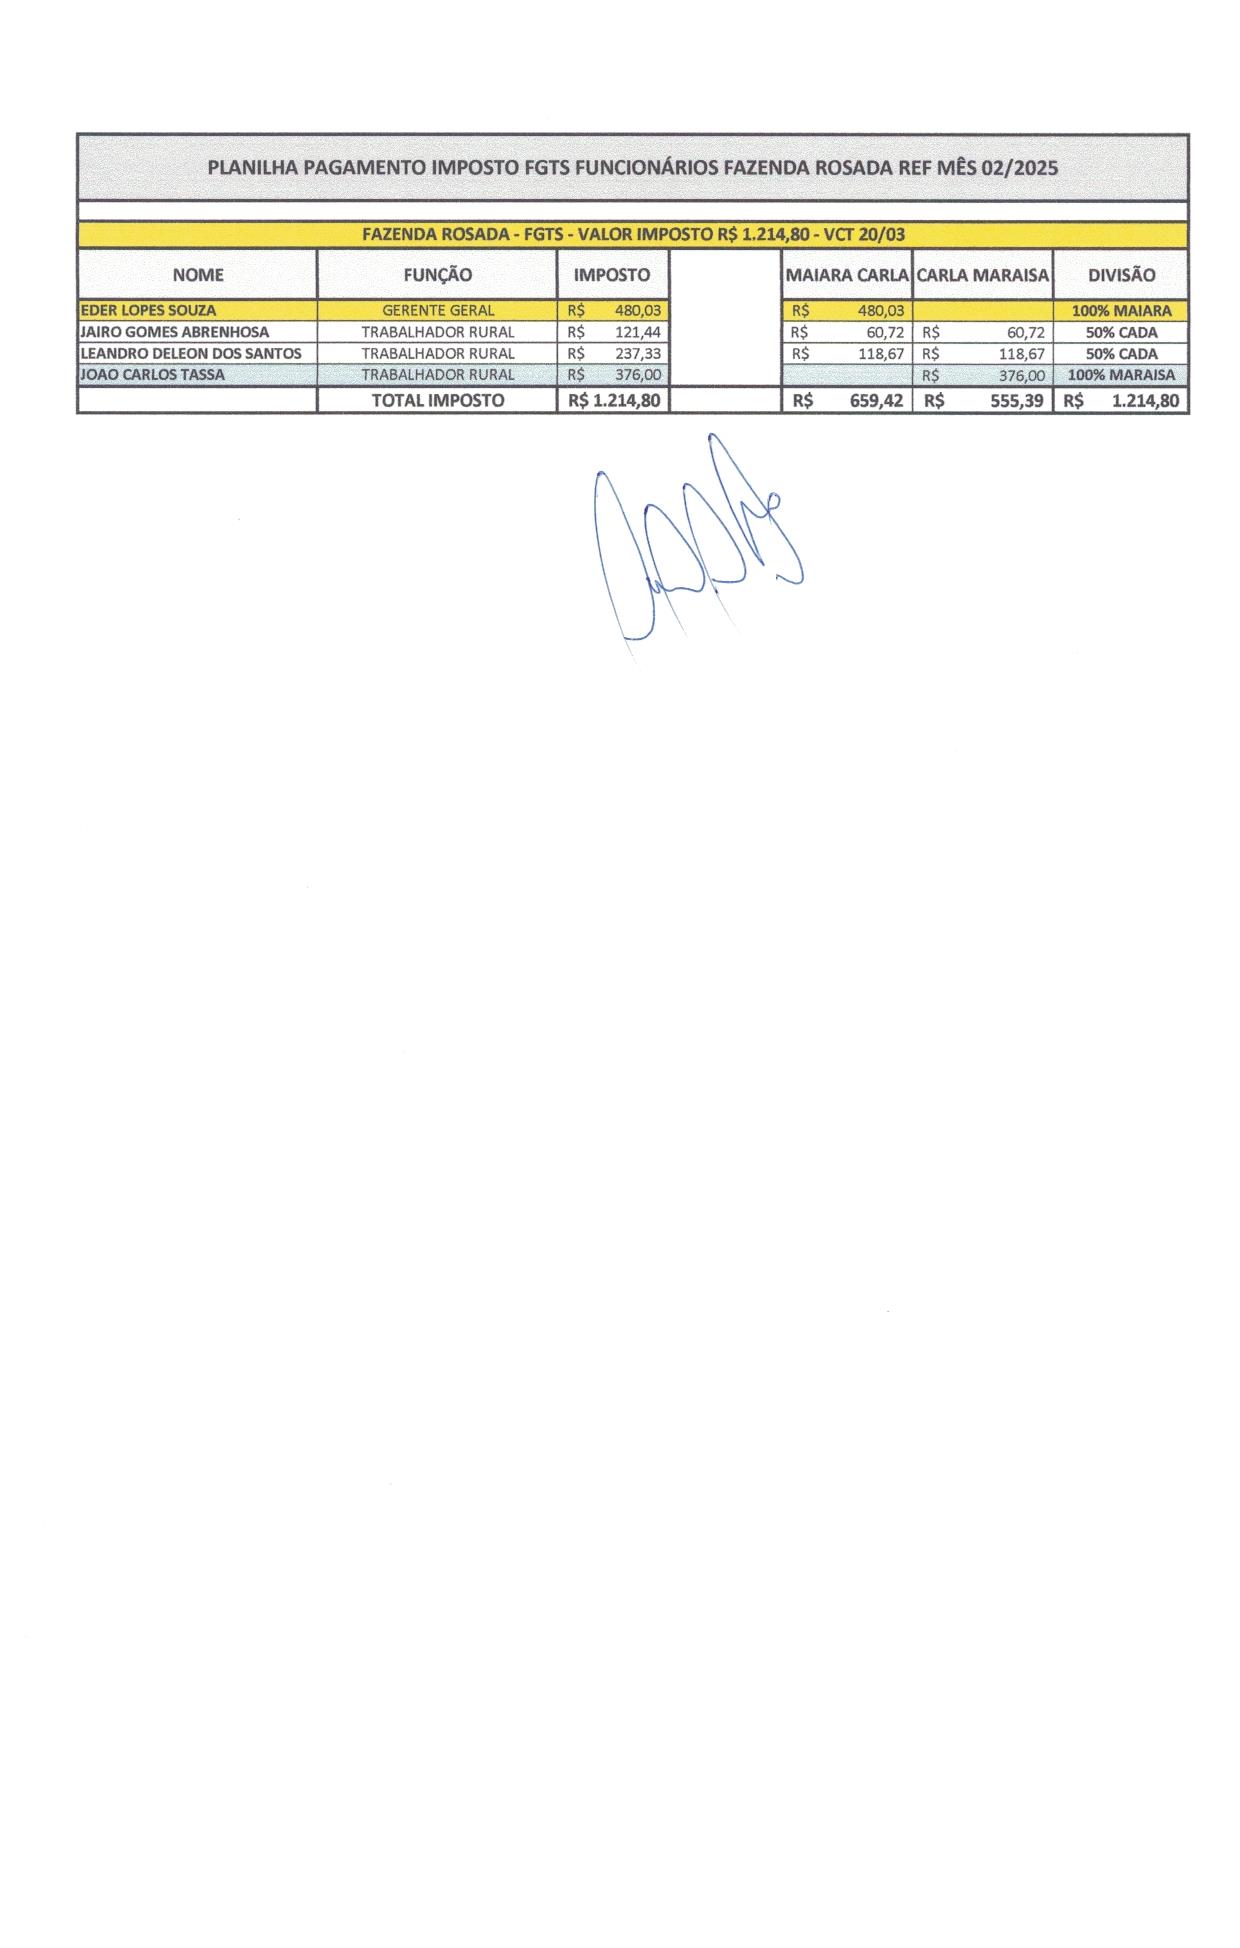 PLANILHA PAGAMENTO IMPOSTO FGTS FUNCIONÁRIOS FAZENDA ROSADA REF MÊS 02/2025
FAZENDA ROSADA - FGTS - VALOR IMPOSTO R$ 1.214,80 - VCT 20/03
NOME FUNÇÃO IMPOSTO MAIARA CARLA CARLA MARAISA DIVISÃO
EDER LOPES SOUZA GERENTE GERAL R$ 480,03 R$ 480,03 100% MAIARA
JAIRO GOMES ABRENHOSA TRABALHADOR RURAL R$ 121,44 R$ 60,72 R$ 60,72 50% CADA
LEANDRO DELEON DOS SANTOS TRABALHADOR RURAL R$ 237,33 R$ 118,67 R$ 118,67 50% CADA
JOAO CARLOS TASSA TRABALHADOR RURAL R$ 376,00 R$ 376,00 100% MARAISA
TOTAL IMPOSTO R$ 1.214,80 R$ 659,42 R$ 555,39 R$ 1.214,80